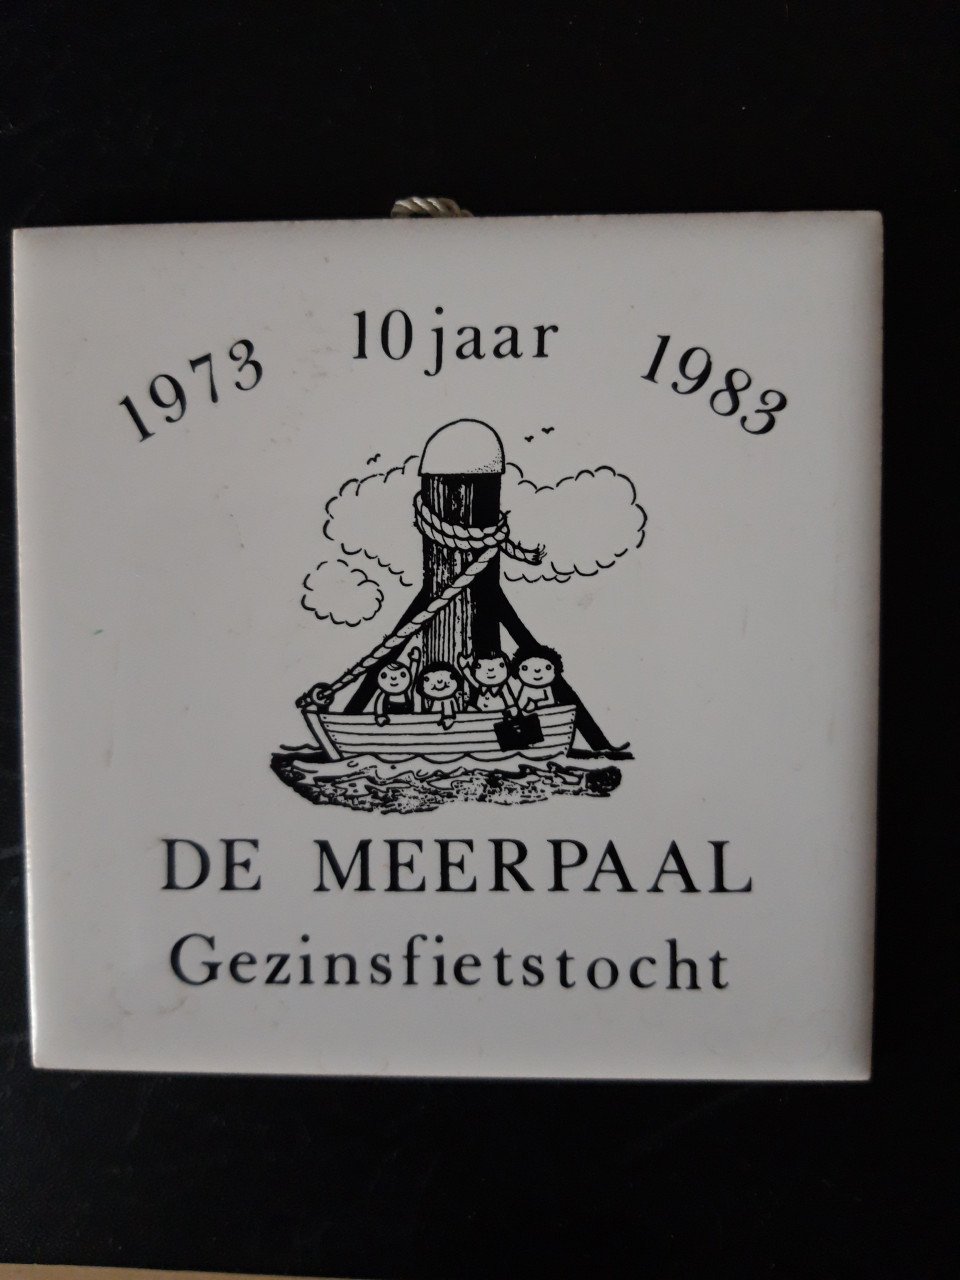 1973 10 jaar 1983
DE MEERPAAL
Gezinsfietstocht